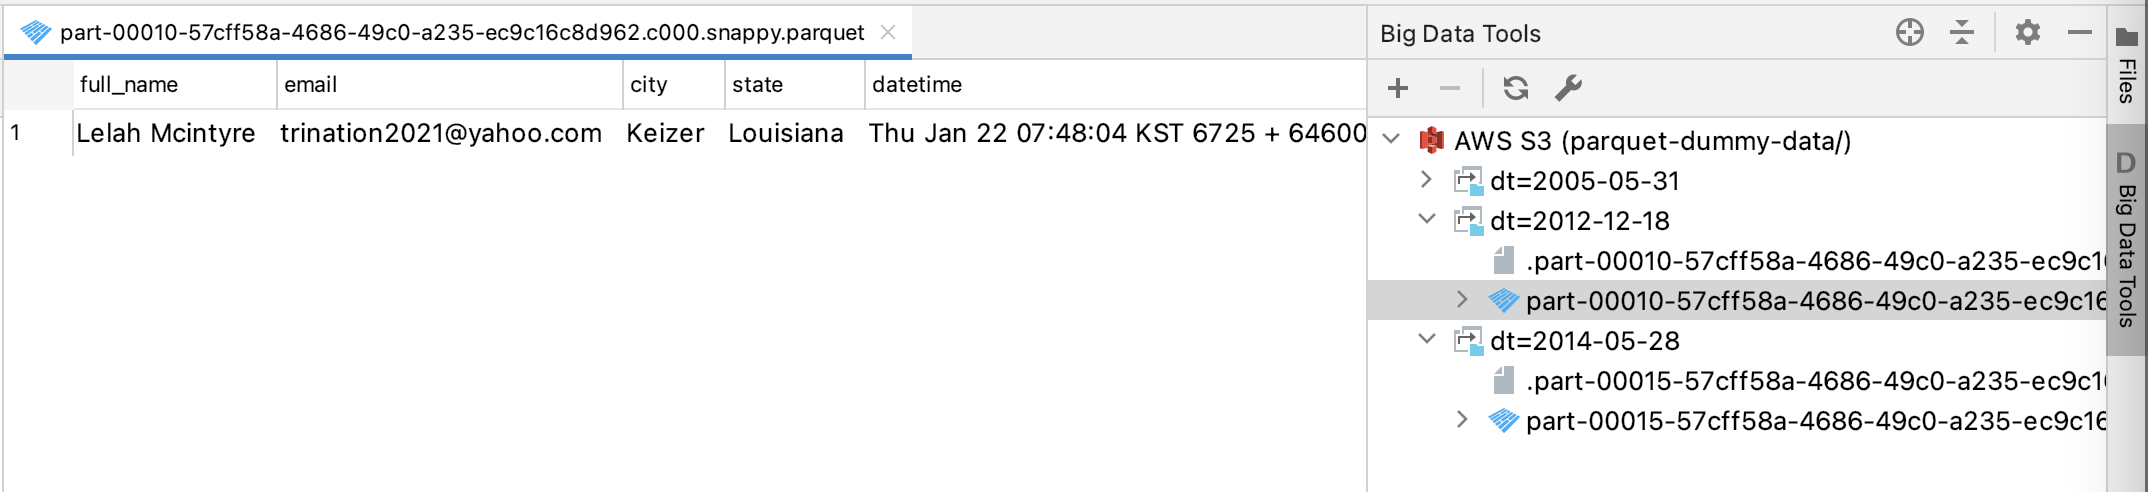 part-00010-57cff58a-4686-49c0-a235-ec9c16c8d962.c000.snappy.parquet
full_name email city state datetime
1 Lelah Mcintyre trination2021@yahoo.com Keizer Louisiana Thu Jan 22 07:48:04 KST 6725 + 64600
Big Data Tools
AWS S3 (parquet-dummy-data/)
dt=2005-05-31
dt=2012-12-18
.part-00010-57cff58a-4686-49c0-a235-ec9c1
part-00010-57cff58a-4686-49c0-a235-ec9c16
dt=2014-05-28
.part-00015-57cff58a-4686-49c0-a235-ec9c1
part-00015-57cff58a-4686-49c0-a235-ec9c16
Files
D Big Data Tools